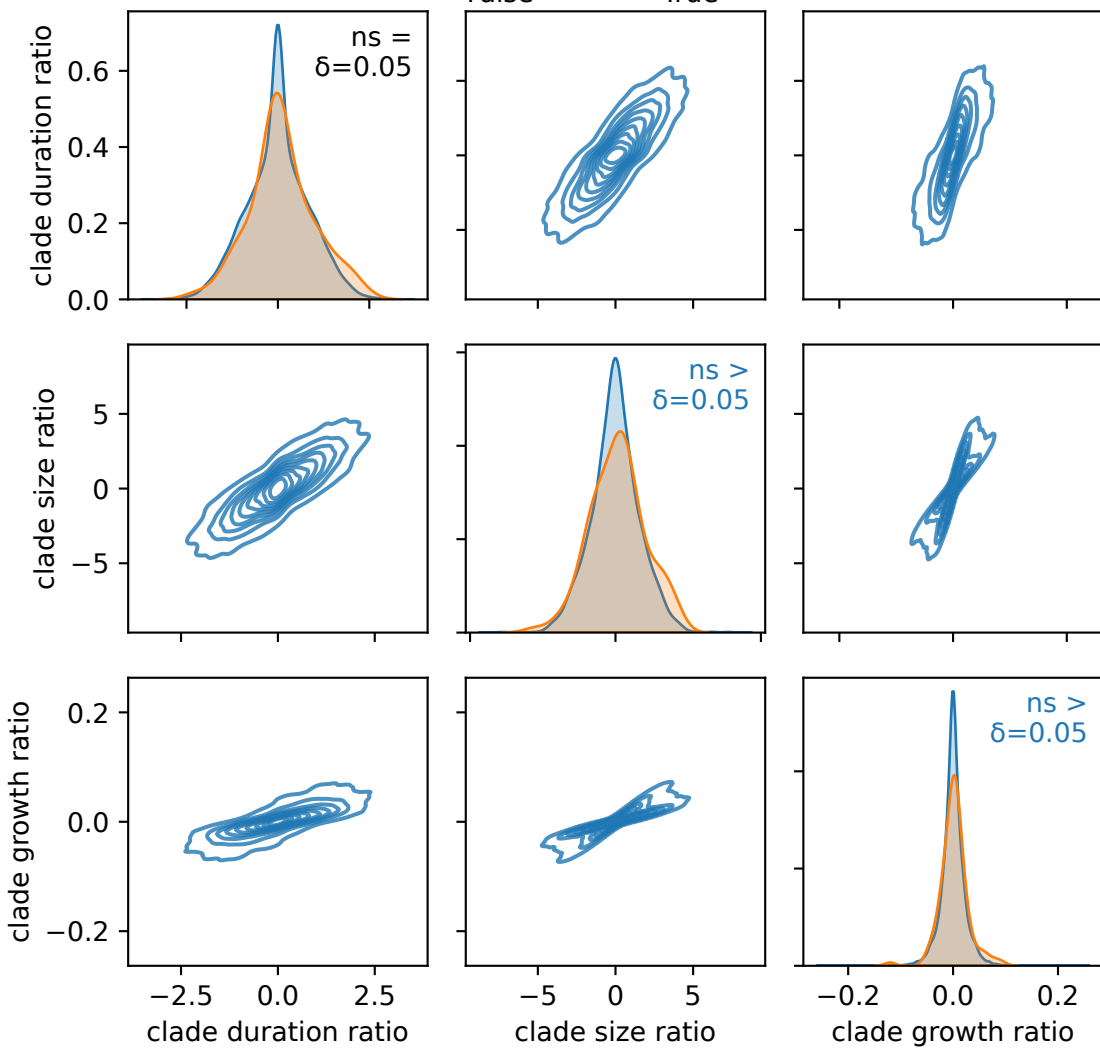 clade duration ratio
0.6
0.4
0.2
0.0
ns =
δ=0.05
clade size ratio
5
0
−5
ns >
δ=0.05
clade growth ratio
0.2
0.0
−0.2
ns >
δ=0.05
−2.5 0.0 2.5
−5 0 5
−0.2 0.0 0.2
clade duration ratio
clade size ratio
clade growth ratio